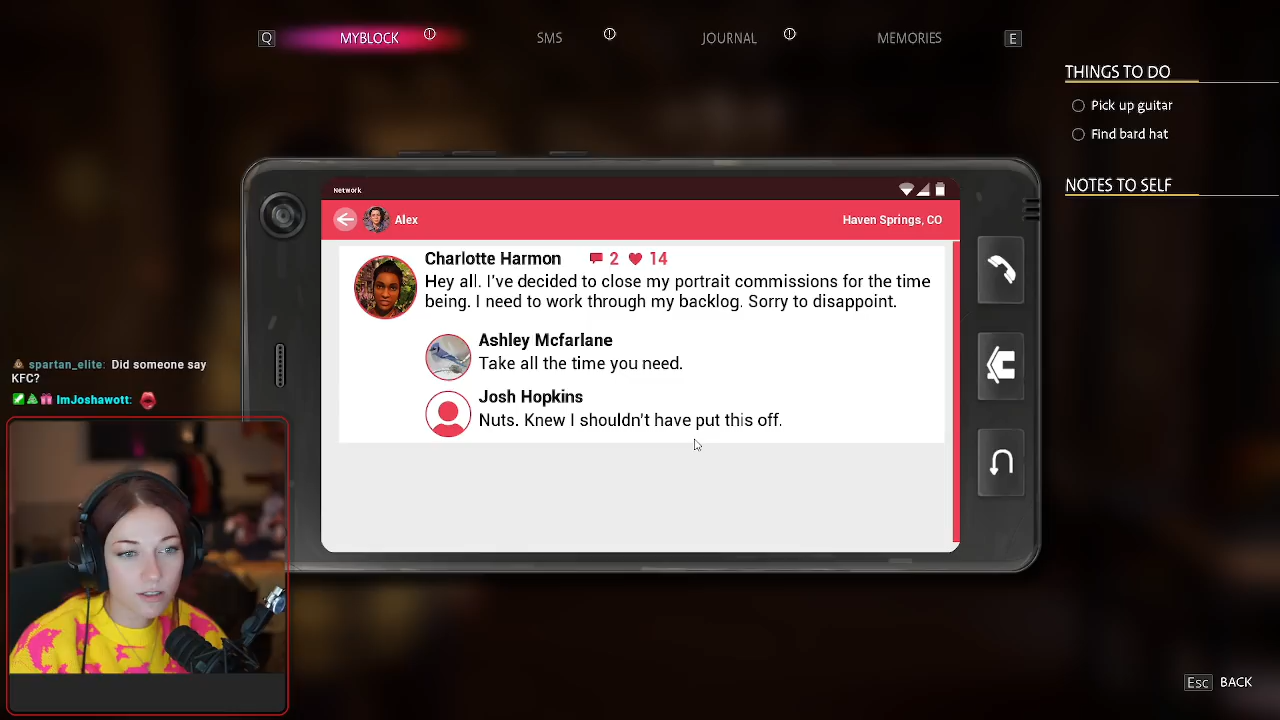 Q
MYBLOCK
SMS
JOURNAL
MEMORIES
E
THINGS TO DO
Pick up guitar
Find bard hat
NOTES TO SELF
Network
Alex
Haven Springs, CO
Charlotte Harmon 2 14
Hey all. I've decided to close my portrait commissions for the time
being. I need to work through my backlog. Sorry to disappoint.
Ashley Mcfarlane
Take all the time you need.
Josh Hopkins
Nuts. Knew I shouldn't have put this off.
spartan_elite: Did someone say
KFC?
ImJoshawott:
Esc BACK